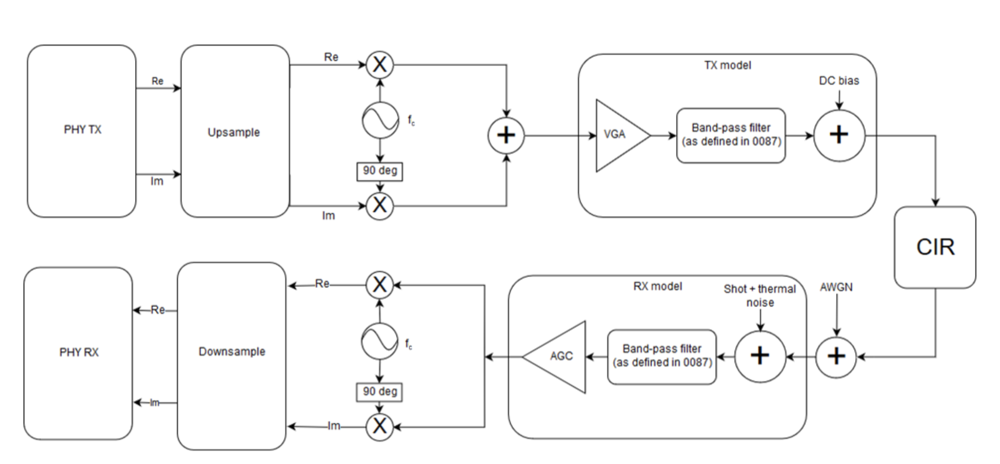 PHY TX
Re
Im
Upsample
Re
Im
X
fc
90 deg
X
+
TX model
VGA
Band-pass filter
(as defined in 0087)
DC bias
+
CIR
AWGN
+
RX model
Shot + thermal
noise
+
Band-pass filter
(as defined in 0087)
AGC
X
fc
90 deg
X
Re
Im
Downsample
Re
Im
PHY RX